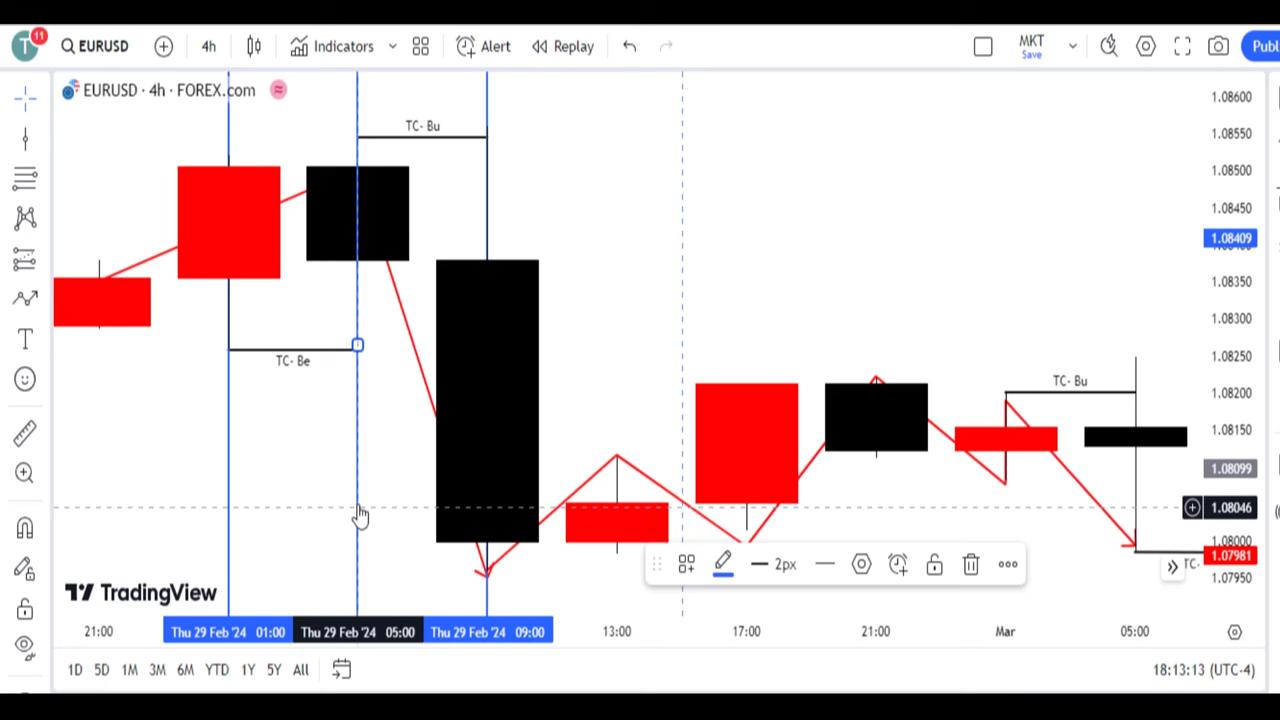 T 11 EURUSD 4h Indicators Alert Replay MKT Save Publ
EURUSD · 4h · FOREX.com
TC- Bu
TC- Be
TC- Bu
TC-
1.08600
1.08550
1.08500
1.08450
1.08409
1.08350
1.08300
1.08250
1.08200
1.08150
1.08099
1.08046
1.08000
1.07981
1.07950
2px
TradingView
21:00 Thu 29 Feb '24 01:00 Thu 29 Feb '24 05:00 Thu 29 Feb '24 09:00 13:00 17:00 21:00 Mar 05:00
1D 5D 1M 3M 6M YTD 1Y 5Y All 18:13:13 (UTC-4)